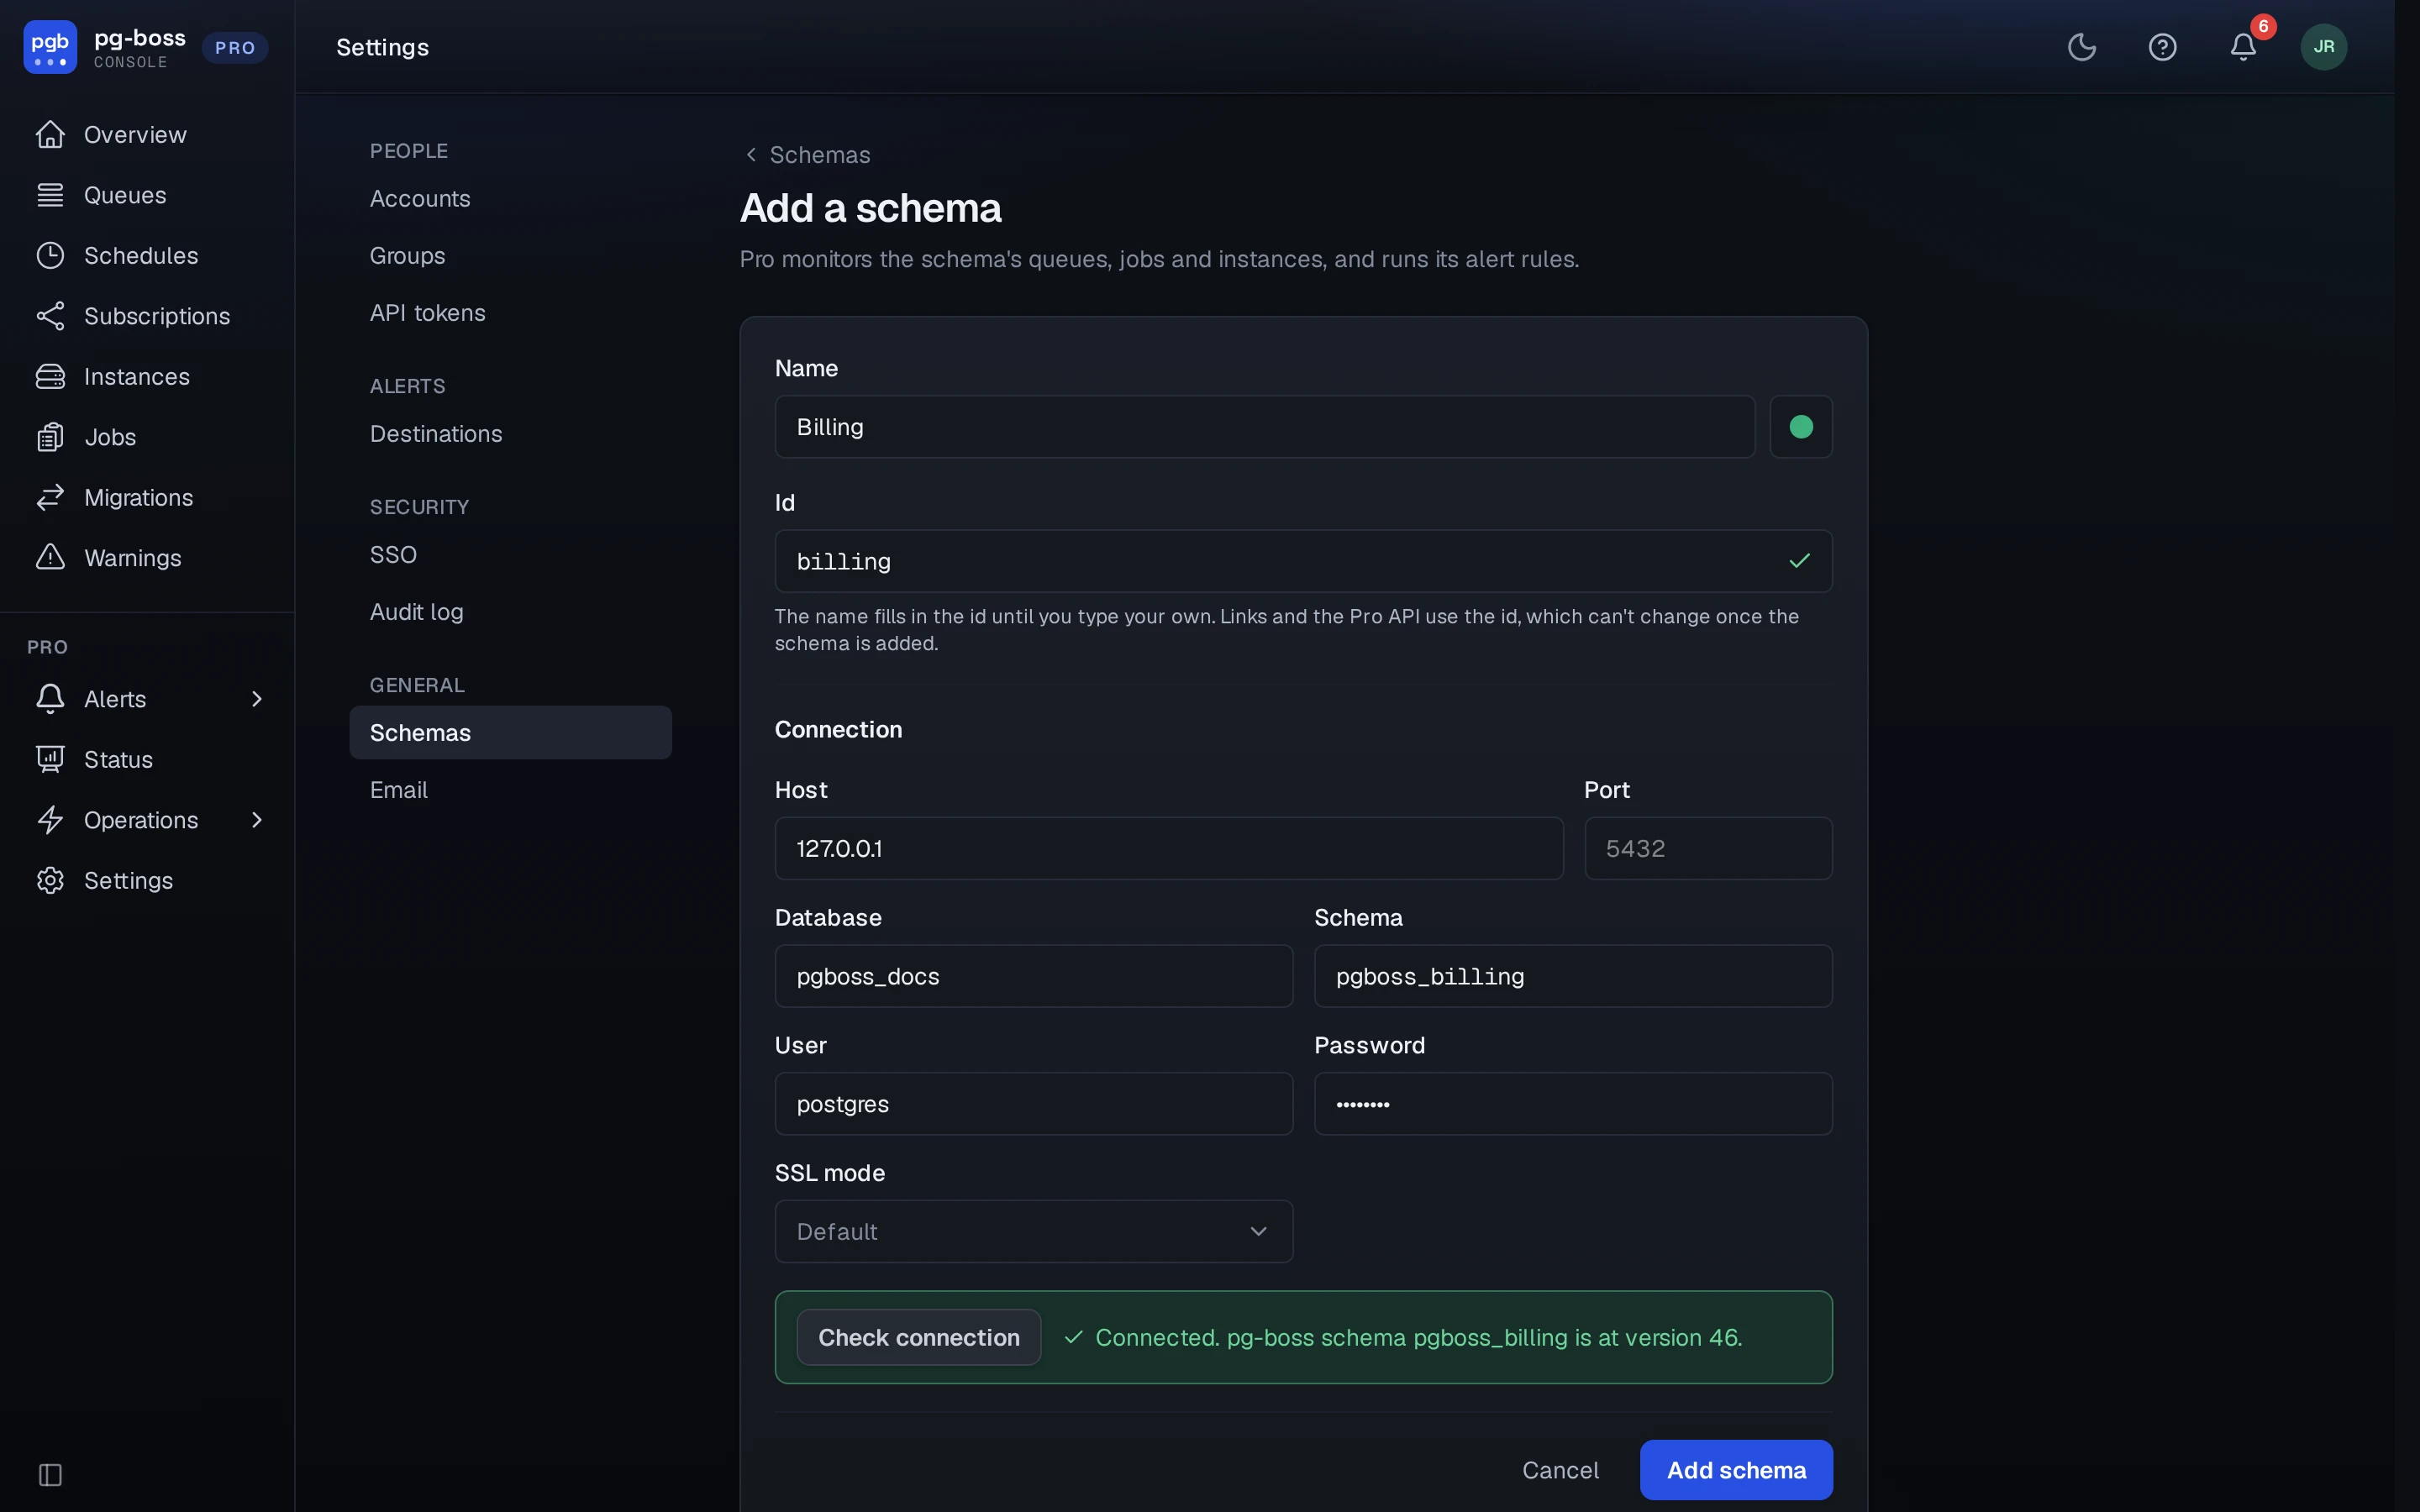 pgb
pg-boss
CONSOLE
PRO
Settings
6
JR
Overview
Queues
Schedules
Subscriptions
Instances
Jobs
Migrations
Warnings
PRO
Alerts
Status
Operations
Settings
PEOPLE
Accounts
Groups
API tokens
ALERTS
Destinations
SECURITY
SSO
Audit log
GENERAL
Schemas
Email
Schemas
Add a schema
Pro monitors the schema's queues, jobs and instances, and runs its alert rules.
Name
Billing
Id
billing
The name fills in the id until you type your own. Links and the Pro API use the id, which can't change once the
schema is added.
Connection
Host
Port
127.0.0.1
5432
Database
Schema
pgboss_docs
pgboss_billing
User
Password
postgres
••••••••
SSL mode
Default
Check connection
Connected. pg-boss schema pgboss_billing is at version 46.
Cancel
Add schema